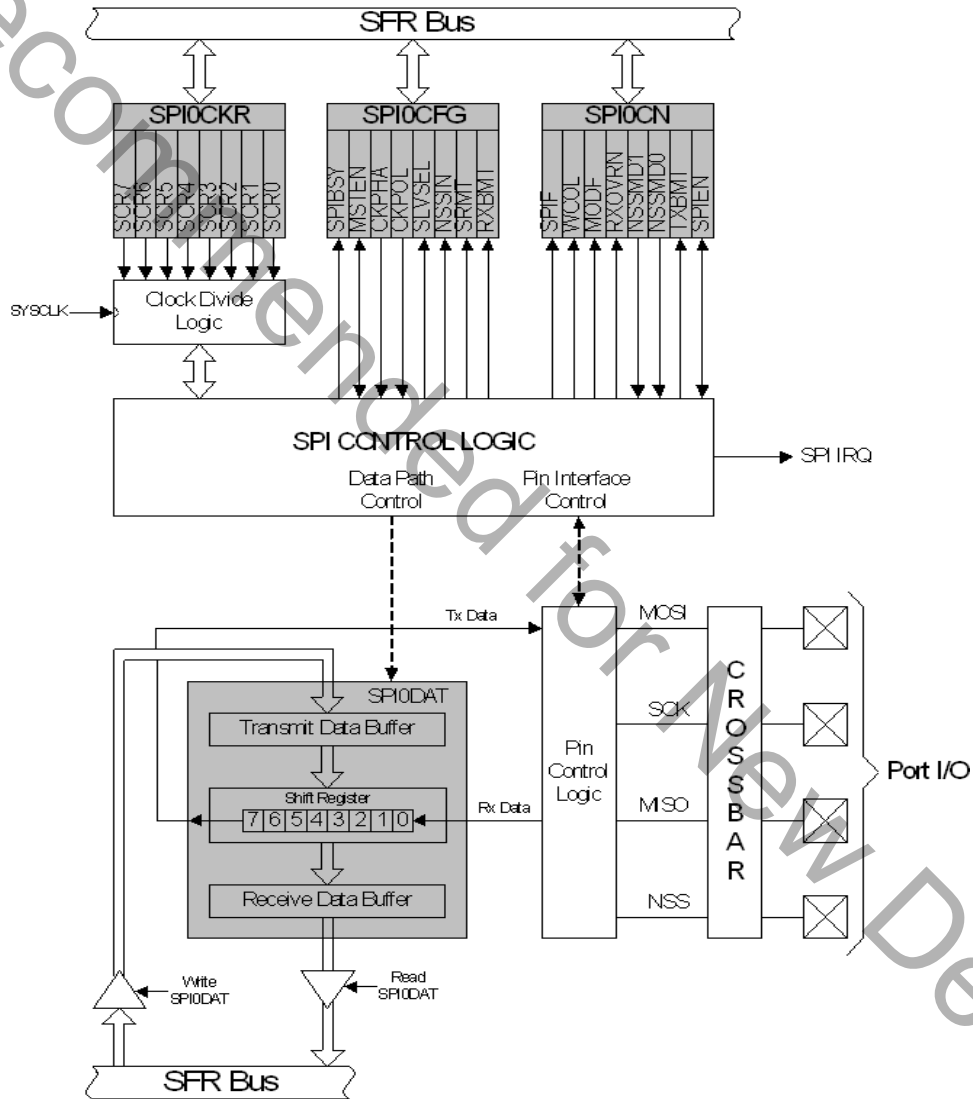 SFR Bus
SPI0CKR
SPI0CFG
SPI0CN
SCR7
SCR6
SCR5
SCR4
SCR3
SCR2
SCR1
SCR0
SPIBSY
MSTEN
CKPHA
CKPOL
SLVSEL
NSSIN
SRMT
RXBMT
SPIF
WCOL
MODF
RXOVRN
NSSMD1
NSSMD0
TXBMT
SPIEN
SYSCLK
Clock Divide
Logic
SPI CONTROL LOGIC
Data Path
Control
Pin Interface
Control
SPI IRQ
Tx Data
MOSI
SPI0DAT
Transmit Data Buffer
SCK
Pin
Control
Logic
CROSSBAR
Port I/O
Shift Register
7 6 5 4 3 2 1 0
Rx Data
MISO
Receive Data Buffer
NSS
Write
SPI0DAT
Read
SPI0DAT
SFR Bus
ecommended for New De